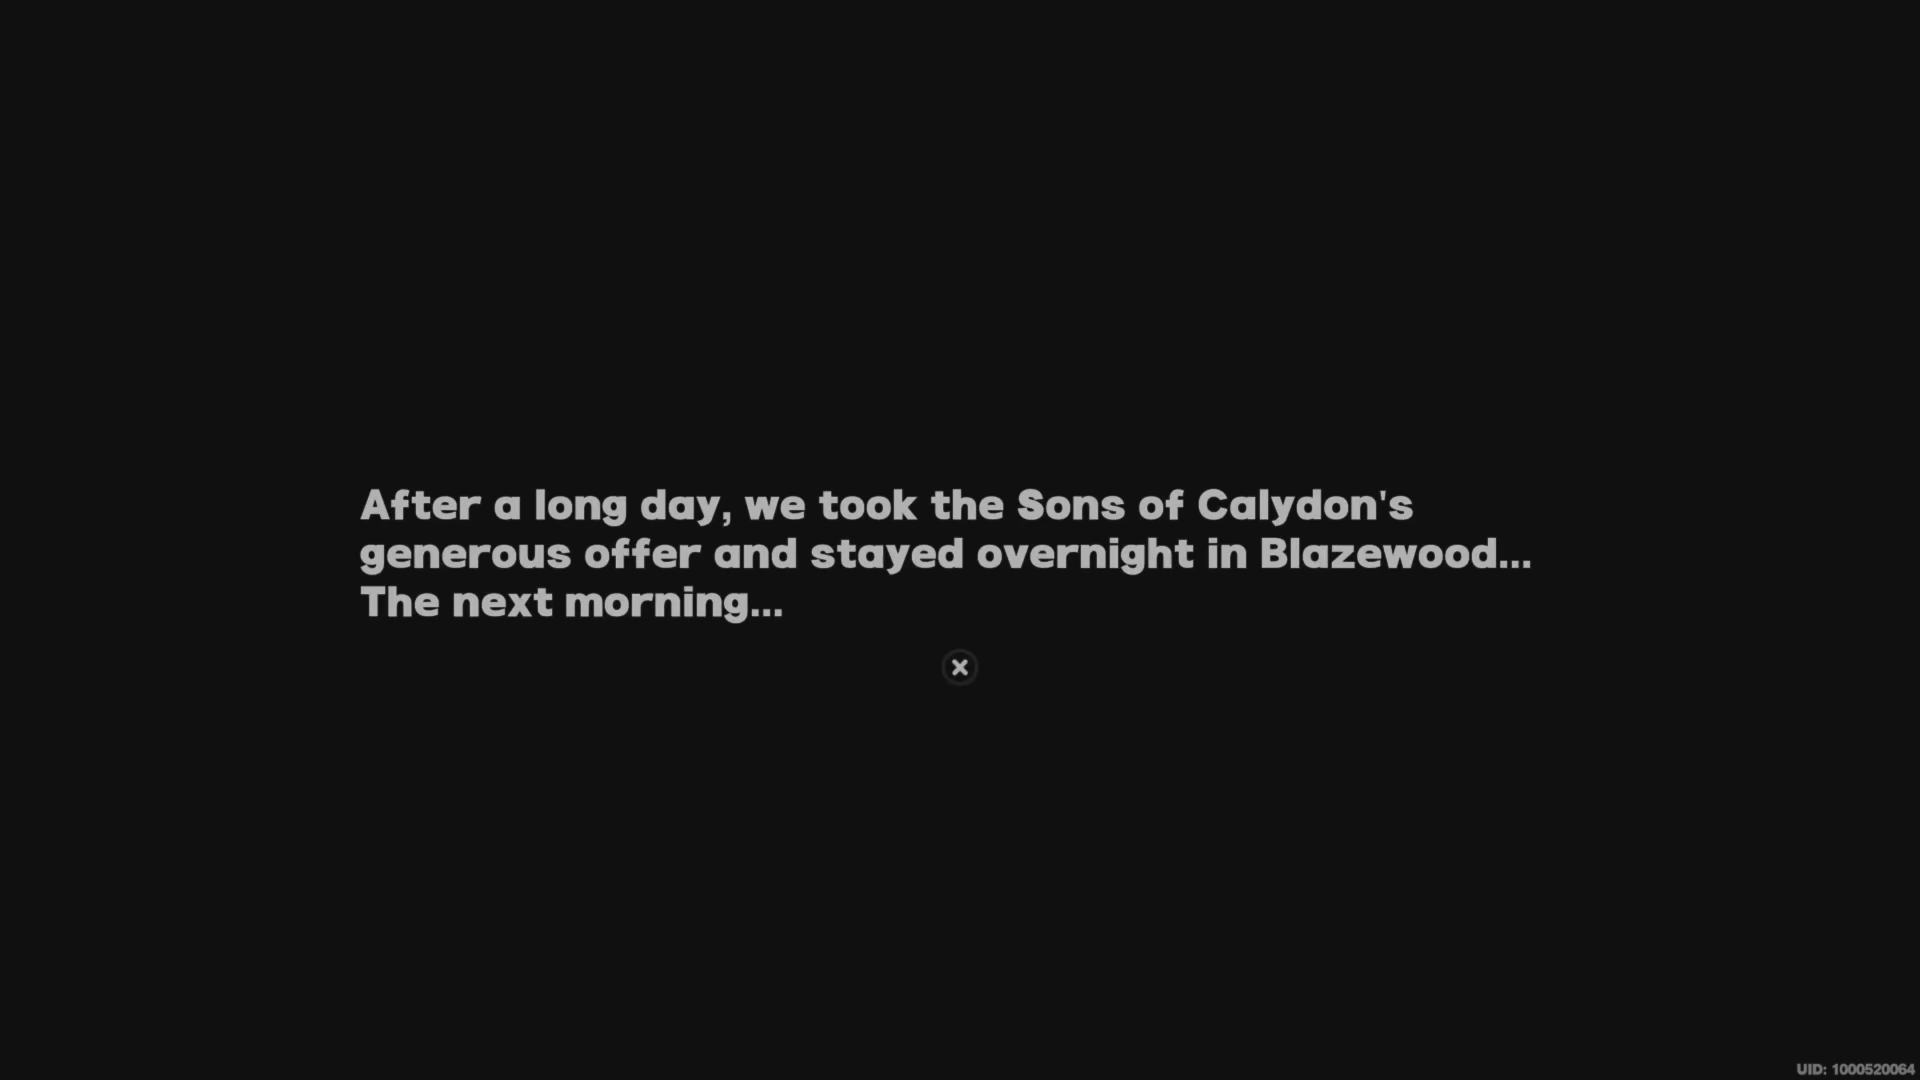 After a long day, we took the Sons of Calydon's
generous offer and stayed overnight in Blazewood...
The next morning...
UID: 1000520064